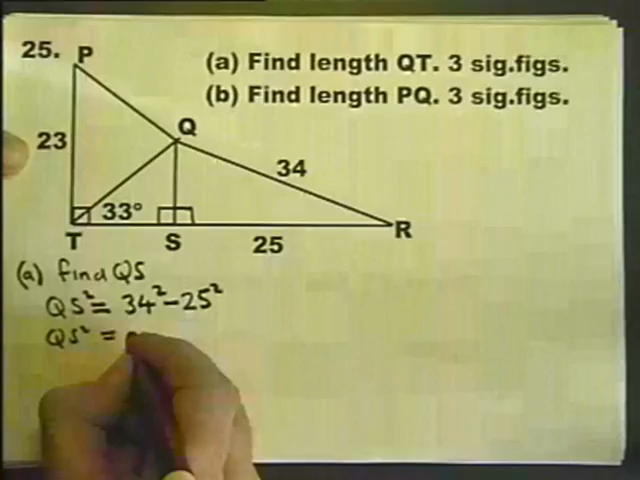 25. P
(a) Find length QT. 3 sig.figs.
(b) Find length PQ. 3 sig.figs.
Q
23
34
33°
T S 25 R
(a) find QS
QS² = 34² - 25²
QS² =